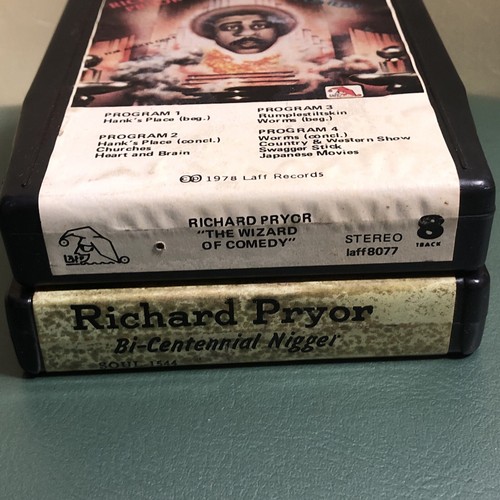 PROGRAM 1
Hank's Place (beg.)
PROGRAM 2
Hank's Place (concl.)
Churches
Heart and Brain
PROGRAM 3
Rumplestiltskin
Worms (beg.)
PROGRAM 4
Worms (concl.)
Country & Western Show
Swagger Stick
Japanese Movies
©℗ 1978 Laff Records
RICHARD PRYOR
"THE WIZARD
OF COMEDY"
STEREO
laff8077
8
TRACK
Richard Pryor
Bi-Centennial Nigger
SOUL 1544